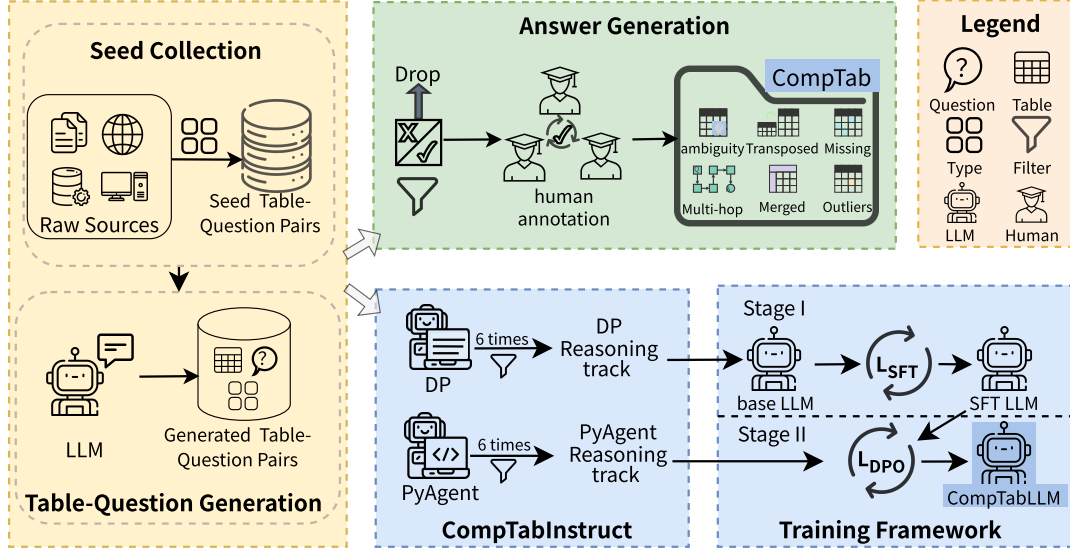 Seed Collection
Raw Sources
Seed Table-
Question Pairs
LLM
Generated Table-
Question Pairs
Table-Question Generation
Answer Generation
Drop
X
human
annotation
CompTab
ambiguity
Transposed
Missing
Multi-hop
Merged
Outliers
Legend
?
Question
Table
Type
Filter
LLM
Human
DP
6 times
DP
Reasoning
track
</>
PyAgent
6 times
PyAgent
Reasoning
track
CompTabInstruct
Stage I
base LLM
LSFT
SFT LLM
Stage II
LDPO
CompTabLLM
Training Framework